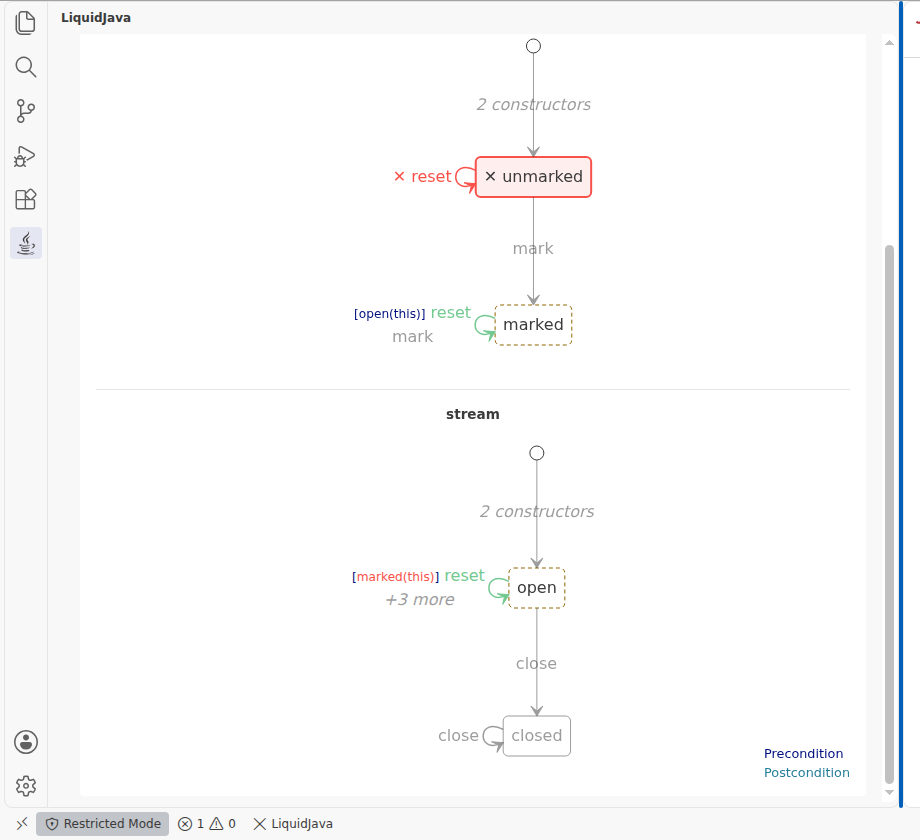 LiquidJava
2 constructors
✕ reset
✕ unmarked
mark
[open(this)] reset
mark
marked
stream
2 constructors
[marked(this)] reset
+3 more
open
close
close
closed
Precondition
Postcondition
Restricted Mode
1
0
LiquidJava